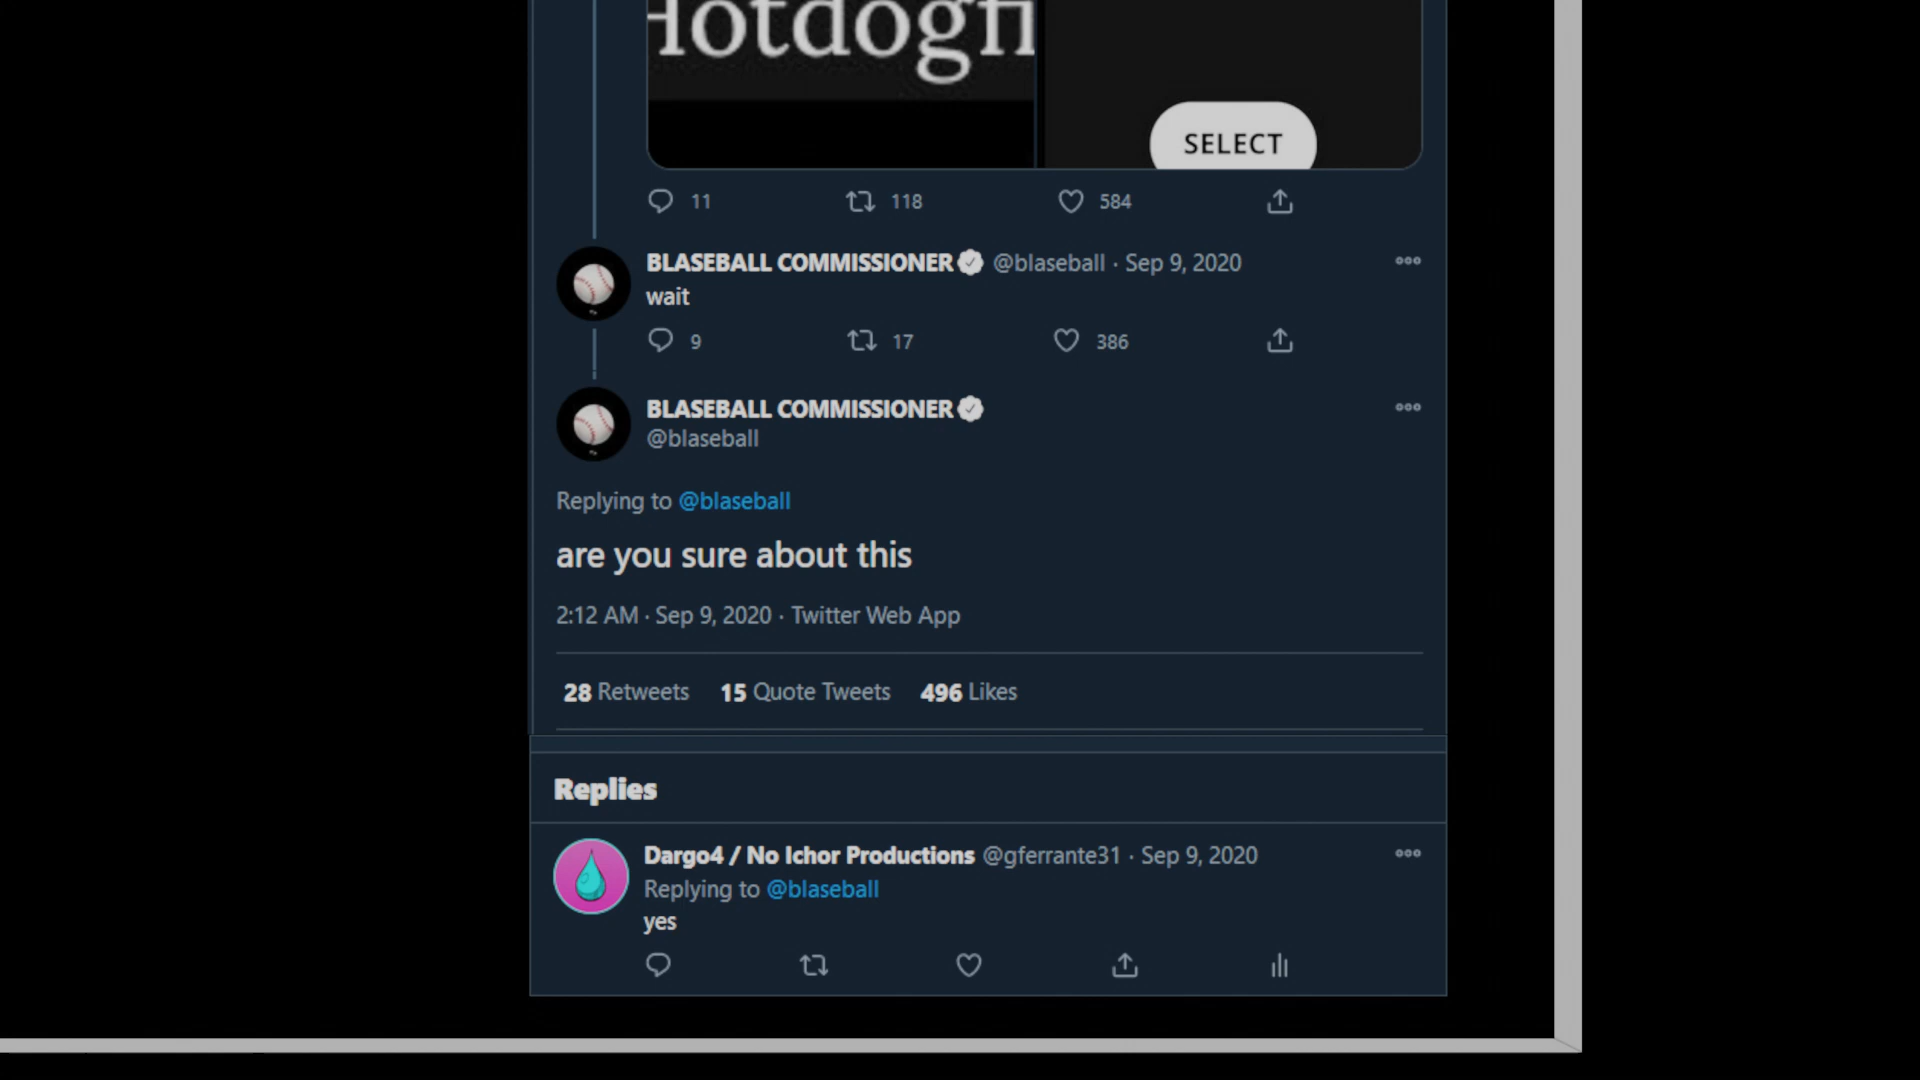 Hotdogfi
SELECT
11 118 584
BLASEBALL COMMISSIONER @blaseball · Sep 9, 2020
wait
9 17 386
BLASEBALL COMMISSIONER
@blaseball
Replying to @blaseball
are you sure about this
2:12 AM · Sep 9, 2020 · Twitter Web App
28 Retweets 15 Quote Tweets 496 Likes
Replies
Dargo4 / No Ichor Productions @gferrante31 · Sep 9, 2020
Replying to @blaseball
yes